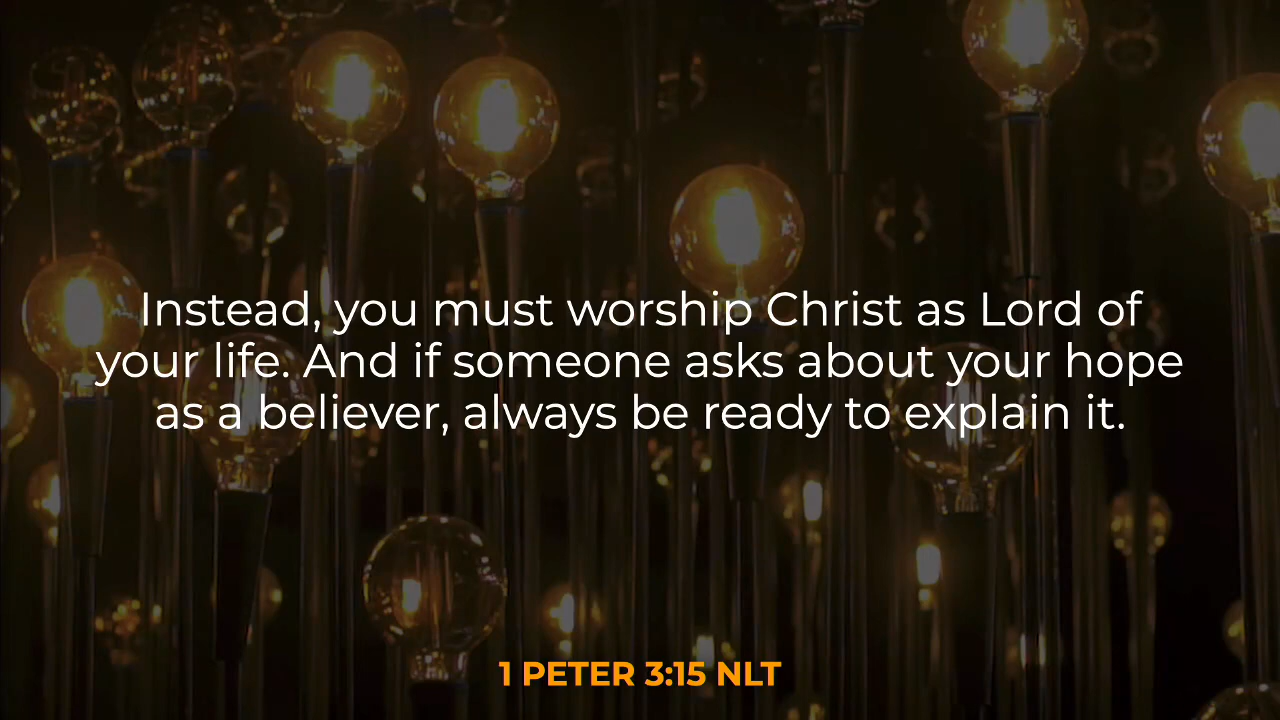 Instead, you must worship Christ as Lord of
your life. And if someone asks about your hope
as a believer, always be ready to explain it.
1 PETER 3:15 NLT